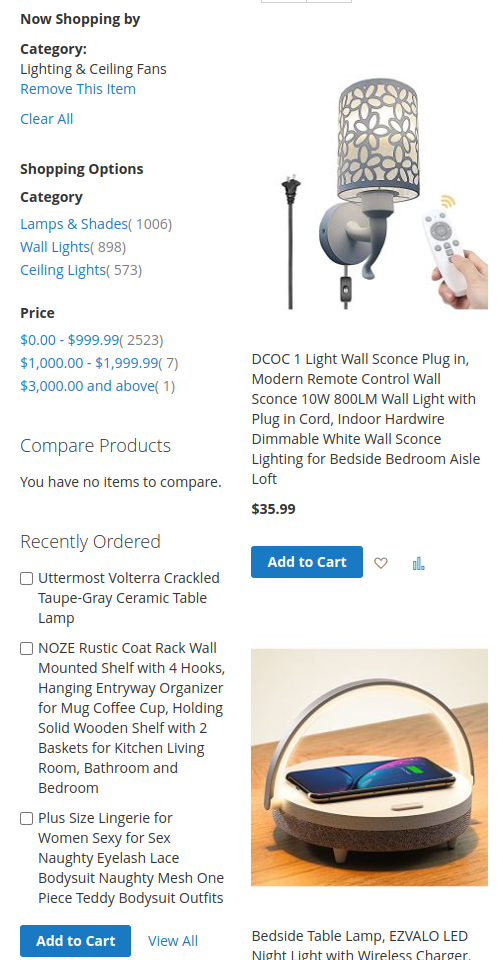 Now Shopping by
Category:
Lighting & Ceiling Fans
Remove This Item
Clear All
Shopping Options
Category
Lamps & Shades( 1006)
Wall Lights( 898)
Ceiling Lights( 573)
Price
$0.00 - $999.99( 2523)
$1,000.00 - $1,999.99( 7)
$3,000.00 and above( 1)
Compare Products
You have no items to compare.
Recently Ordered
Uttermost Volterra Crackled
Taupe-Gray Ceramic Table
Lamp
NOZE Rustic Coat Rack Wall
Mounted Shelf with 4 Hooks,
Hanging Entryway Organizer
for Mug Coffee Cup, Holding
Solid Wooden Shelf with 2
Baskets for Kitchen Living
Room, Bathroom and
Bedroom
Plus Size Lingerie for
Women Sexy for Sex
Naughty Eyelash Lace
Bodysuit Naughty Mesh One
Piece Teddy Bodysuit Outfits
Add to Cart
View All
DCOC 1 Light Wall Sconce Plug in,
Modern Remote Control Wall
Sconce 10W 800LM Wall Light with
Plug in Cord, Indoor Hardwire
Dimmable White Wall Sconce
Lighting for Bedside Bedroom Aisle
Loft
$35.99
Add to Cart
Bedside Table Lamp, EZVALO LED
Night Light with Wireless Charger,